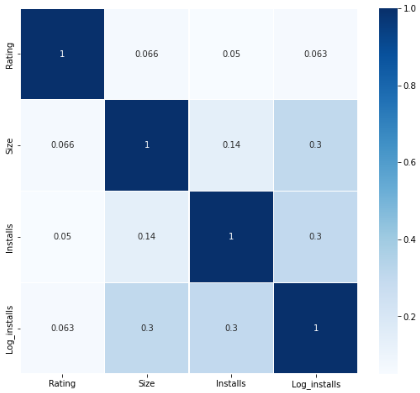 1.0
Rating
1
0.066
0.05
0.063
0.8
Size
0.066
1
0.14
0.3
0.6
Installs
0.05
0.14
1
0.3
0.4
Log_installs
0.063
0.3
0.3
1
0.2
Rating
Size
Installs
Log_installs